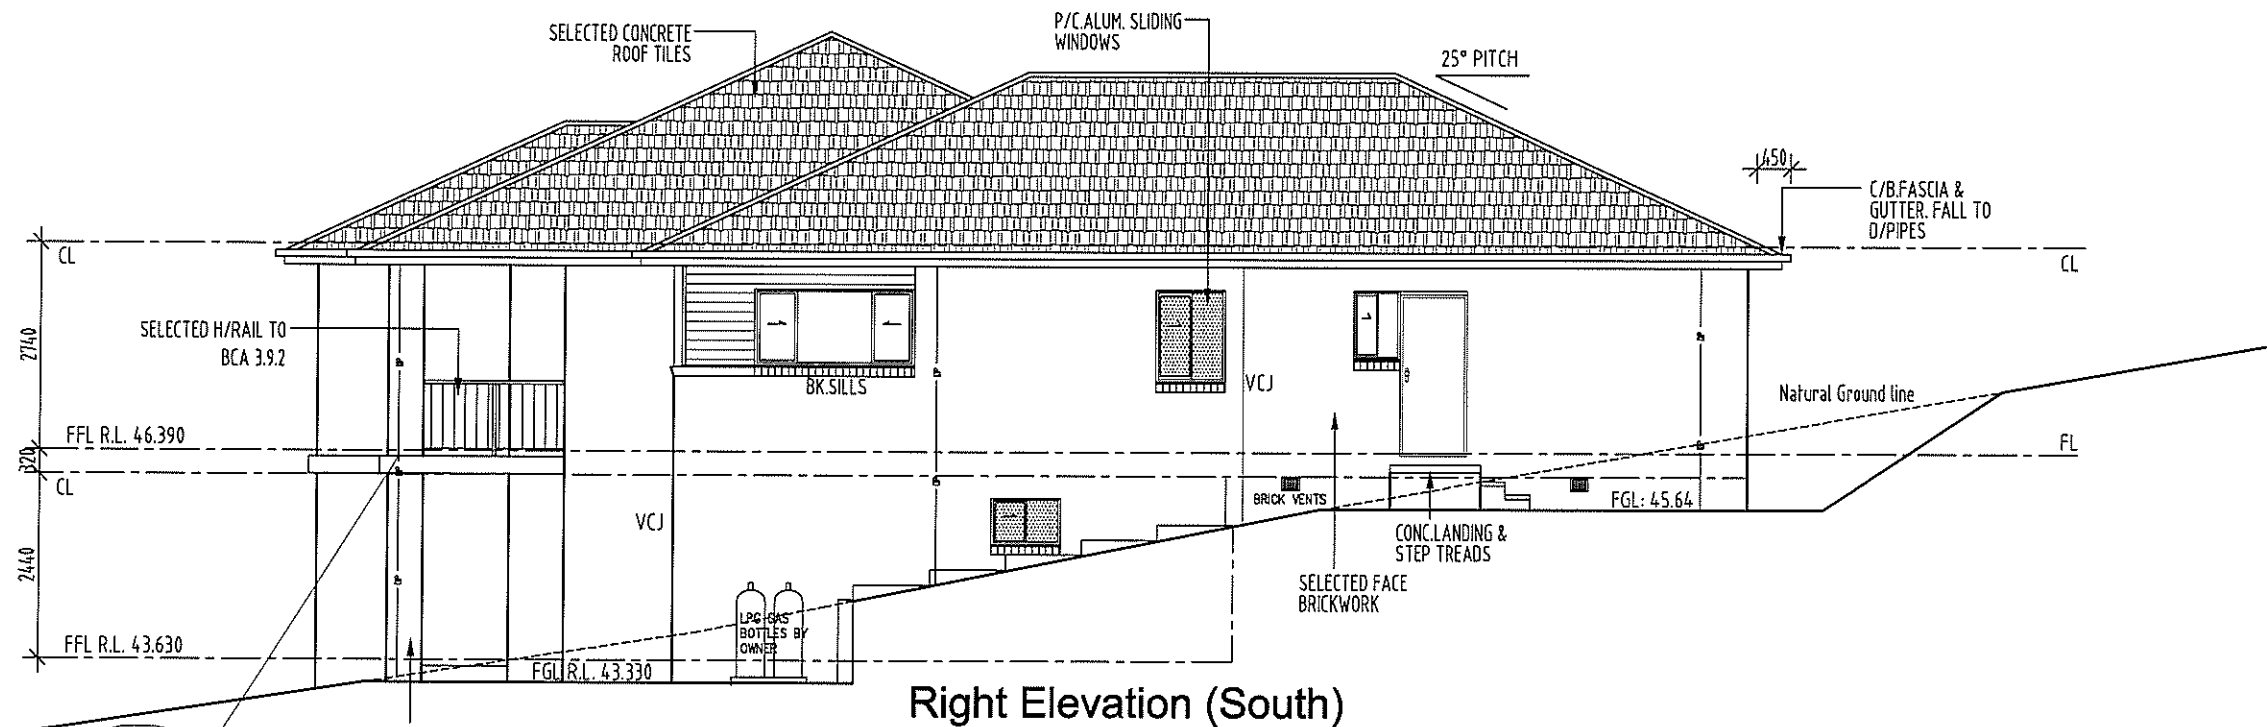 SELECTED CONCRETE
ROOF TILES
P/C.ALUM. SLIDING
WINDOWS
25° PITCH
450
C/B.FASCIA &
GUTTER. FALL TO
D/PIPES
CL
CL
SELECTED H/RAIL TO
BCA 3.9.2
2740
BK.SILLS
VCJ
Natural Ground line
FFL R.L. 46.390
FL
320
CL
BRICK VENTS
FGL: 45.64
VCJ
CONC.LANDING &
STEP TREADS
2440
SELECTED FACE
BRICKWORK
LPG GAS
BOTTLES BY
OWNER
FFL R.L. 43.630
FGL R.L. 43.330
Right Elevation (South)